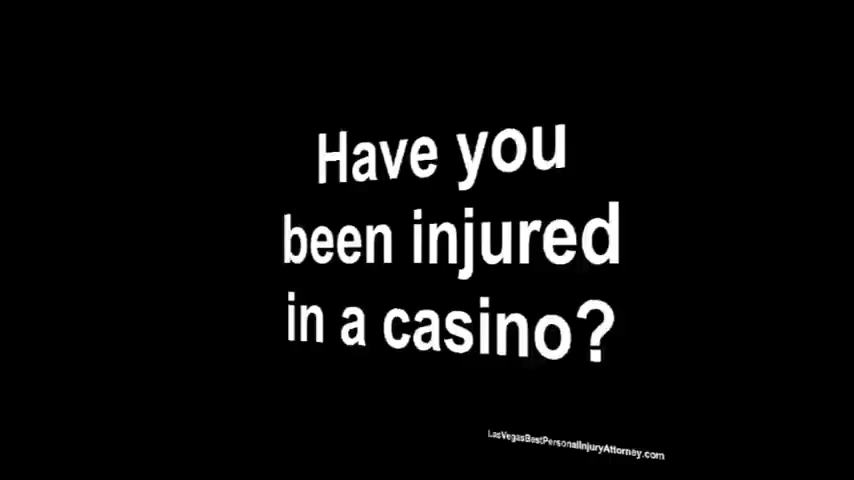 Have you
been injured
in a casino?
LasVegasBestPersonalInjuryAttorney.com